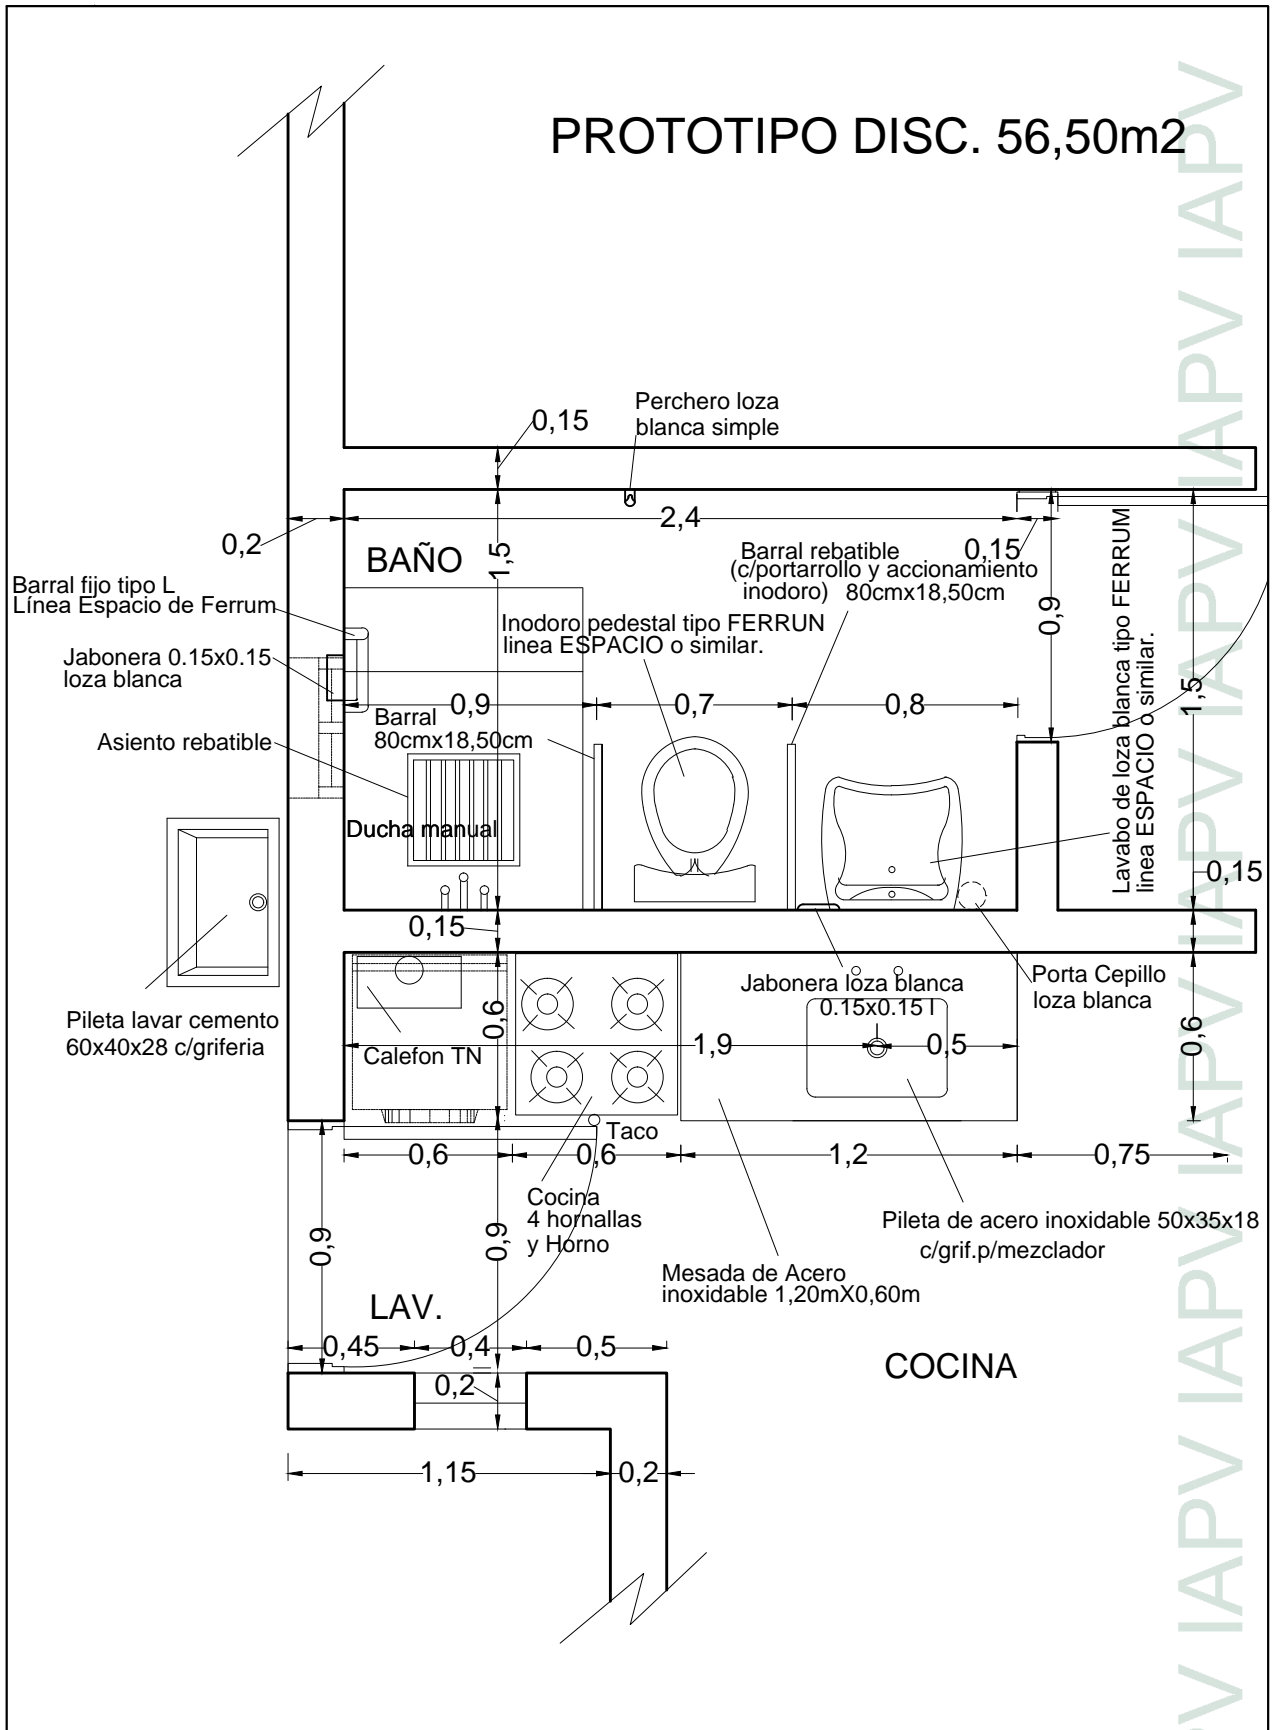 PROTOTIPO DISC. 56,50m2
IAPV IAPV IAPV IAPV IAPV IAPV IAPV
Perchero loza
blanca simple
0,15
0,2
2,4
0,15
BAÑO
1,5
Barral rebatible
(c/portarrollo y accionamiento
inodoro) 80cmx18,50cm
Barral fijo tipo L
Línea Espacio de Ferrum
Inodoro pedestal tipo FERRUN
linea ESPACIO o similar.
0,9
Lavabo de loza blanca tipo FERRUM
linea ESPACIO o similar.
1,5
Jabonera 0.15x0.15
loza blanca
0,9
0,7
0,8
Barral
80cmx18,50cm
Asiento rebatible
Ducha manual
0,15
0,15
Jabonera loza blanca
0.15x0.15 l
Porta Cepillo
loza blanca
Pileta lavar cemento
60x40x28 c/griferia
0,6
Calefon TN
1,9
0,5
0,6
Taco
0,6
0,6
1,2
0,75
Cocina
4 hornallas
y Horno
0,9
0,9
Pileta de acero inoxidable 50x35x18
c/grif.p/mezclador
Mesada de Acero
inoxidable 1,20mX0,60m
LAV.
0,45
0,4
0,5
COCINA
0,2
1,15
0,2